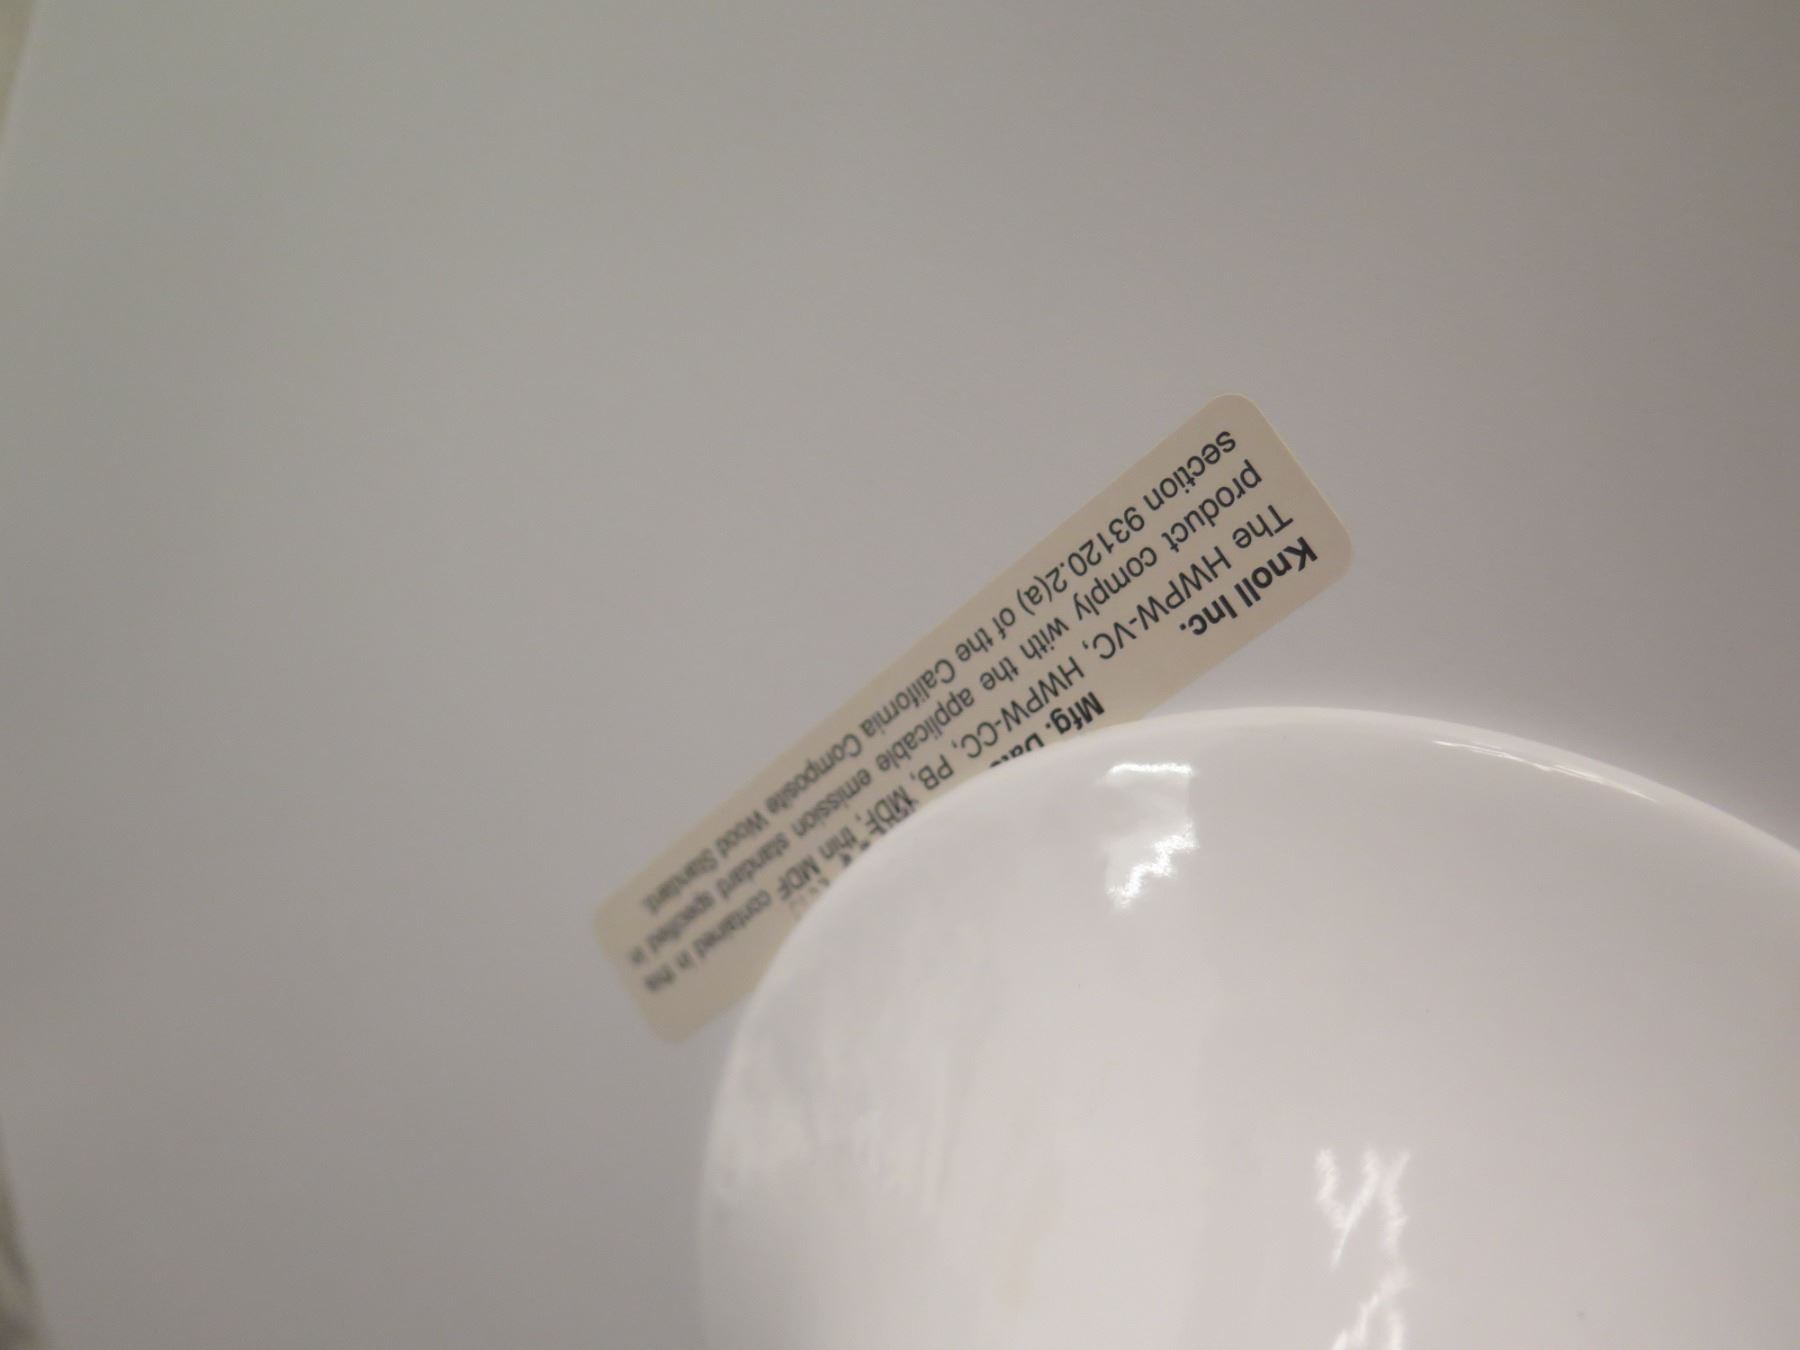 Knoll Inc. Mfg.
The HWPW-VC, HWPW-CC, PB, MDF, thin MDF contained in this
product comply with the applicable emission standard specified in
section 93120.2(a) of the California Composite Wood Standard.